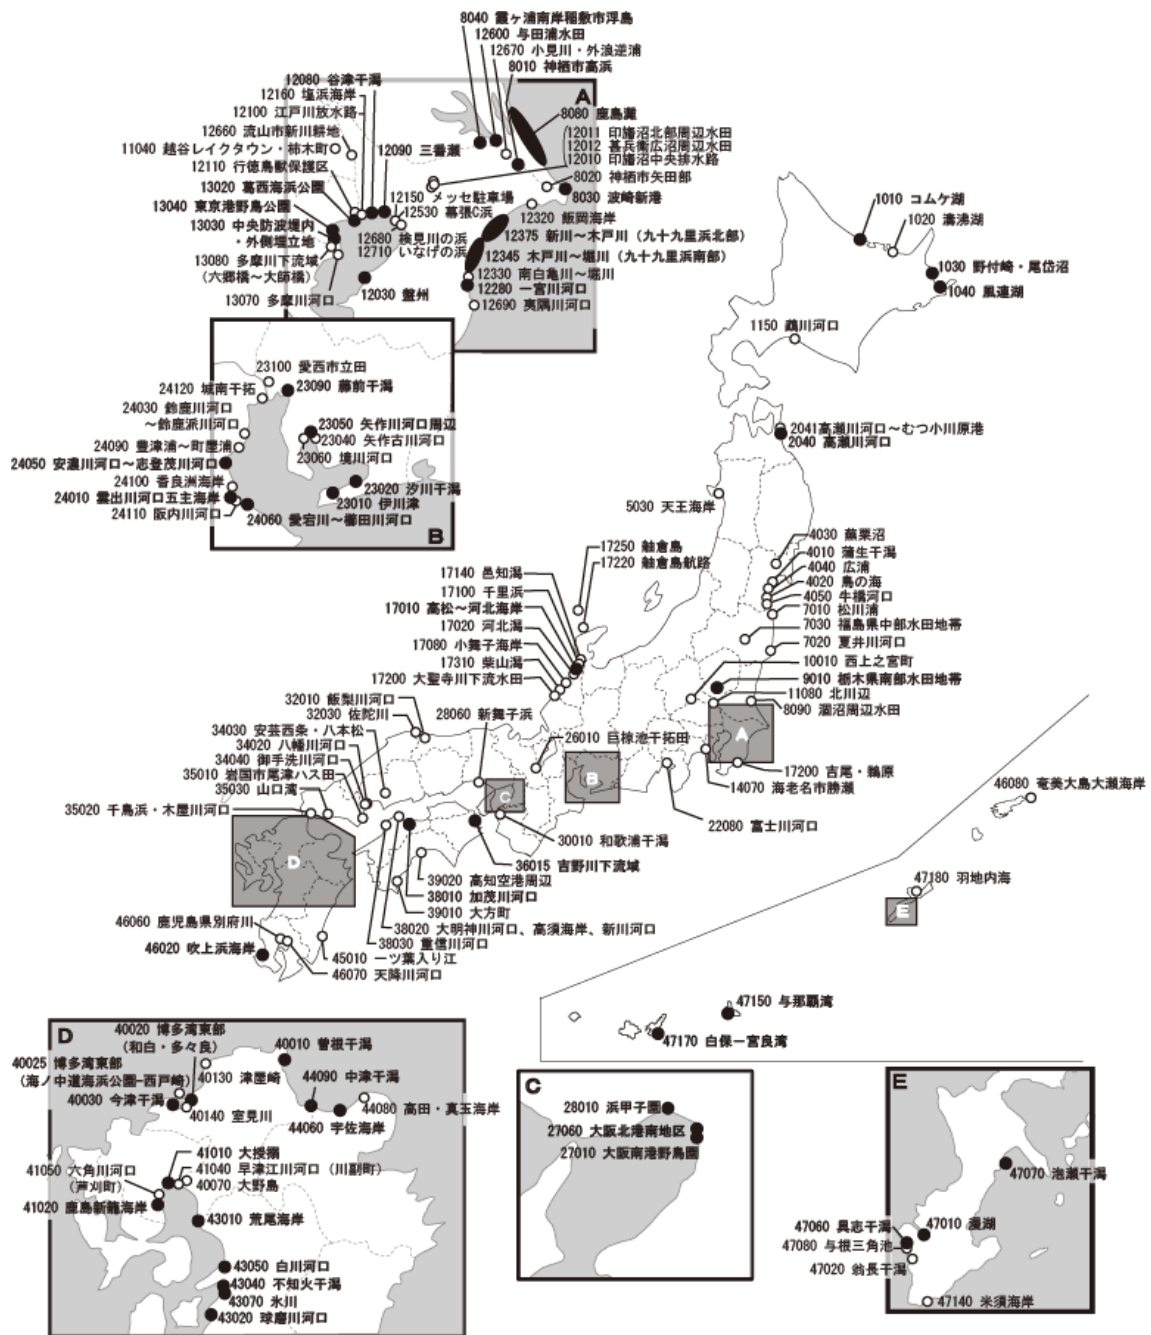 8040 霞ヶ浦南岸稲敷市浮島
12600 与田浦水田
12670 小見川・外浪逆浦
8010 神栖市高浜
12080 谷津干潟
12160 塩浜海岸
12100 江戸川放水路
12660 流山市新川耕地
11040 越谷レイクタウン・柿木町
12110 行徳鳥獣保護区
13020 葛西海浜公園
13040 東京港野鳥公園
13030 中央防波堤内
・外側埋立地
13080 多摩川下流域
(六郷橋～大師橋)
13070 多摩川河口
12090 三番瀬
A
8080 鹿島灘
12011 印旛沼北部周辺水田
12012 甚兵衛広沼周辺水田
12010 印旛沼中央排水路
8020 神栖市矢田部
8030 波崎新港
12150 メッセ駐車場
12530 幕張C浜
12320 飯岡海岸
12680 検見川の浜
12710 いなげの浜
12375 新川～木戸川（九十九里浜北部）
12345 木戸川～堀川（九十九里浜南部）
12330 南白亀川～堀川
12280 一宮川河口
12690 夷隅川河口
12030 盤州
23100 愛西市立田
24120 城南干拓
23090 藤前干潟
24030 鈴鹿川河口
～鈴鹿派川河口
24090 豊津浦～町屋浦
24050 安濃川河口～志登茂川河口
24100 香良洲海岸
24010 雲出川河口五主海岸
24110 阪内川河口
24060 愛宕川～櫛田川河口
23050 矢作川河口周辺
23040 矢作古川河口
23060 境川河口
23020 汐川干潟
23010 伊川津
B
1010 コムケ湖
1020 濤沸湖
1030 野付崎・尾岱沼
1040 風蓮湖
1150 鵡川河口
2041 高瀬川河口～むつ小川原港
2040 高瀬川河口
5030 天王海岸
4030 蕪栗沼
4010 蒲生干潟
4040 広浦
4020 鳥の海
4050 牛橋河口
7010 松川浦
7030 福島県中部水田地帯
7020 夏井川河口
10010 西上之宮町
9010 栃木県南部水田地帯
11080 北川辺
8090 涸沼周辺水田
17250 舳倉島
17220 舳倉島航路
17140 邑知潟
17100 千里浜
17010 高松～河北海岸
17020 河北潟
17080 小舞子海岸
17310 柴山潟
17200 大聖寺川下流水田
32010 飯梨川河口
32030 佐陀川
28060 新舞子浜
34030 安芸西条・八本松
34020 八幡川河口
34040 御手洗川河口
35010 岩国市尾津ハス田
35030 山口湾
35020 千鳥浜・木屋川河口
26010 巨椋池干拓田
A
B
C
D
17200 吉尾・鵜原
14070 海老名市勝瀬
22080 富士川河口
30010 和歌浦干潟
36015 吉野川下流域
39020 高知空港周辺
38010 加茂川河口
39010 大方町
38020 大明神川河口、高須海岸、新川河口
38030 重信川河口
45010 一ツ葉入り江
46070 天降川河口
46060 鹿児島県別府川
46020 吹上浜海岸
46080 奄美大島大瀬海岸
47180 羽地内海
E
47150 与那覇湾
47170 白保ー宮良湾
D
40020 博多湾東部
(和白・多々良)
40025 博多湾東部
(海ノ中道海浜公園-西戸崎)
40030 今津干潟
40130 津屋崎
40140 室見川
40010 曽根干潟
44090 中津干潟
44080 高田・真玉海岸
44060 宇佐海岸
41010 大授搦
41050 六角川河口
(芦刈町)
41040 早津江川河口（川副町）
40070 大野島
41020 鹿島新籠海岸
43010 荒尾海岸
43050 白川河口
43040 不知火干潟
43070 氷川
43020 球磨川河口
C
28010 浜甲子園
27060 大阪北港南地区
27010 大阪南港野鳥園
E
47070 泡瀬干潟
47060 具志干潟
47010 漫湖
47080 与根三角池
47020 翁長干潟
47140 米須海岸